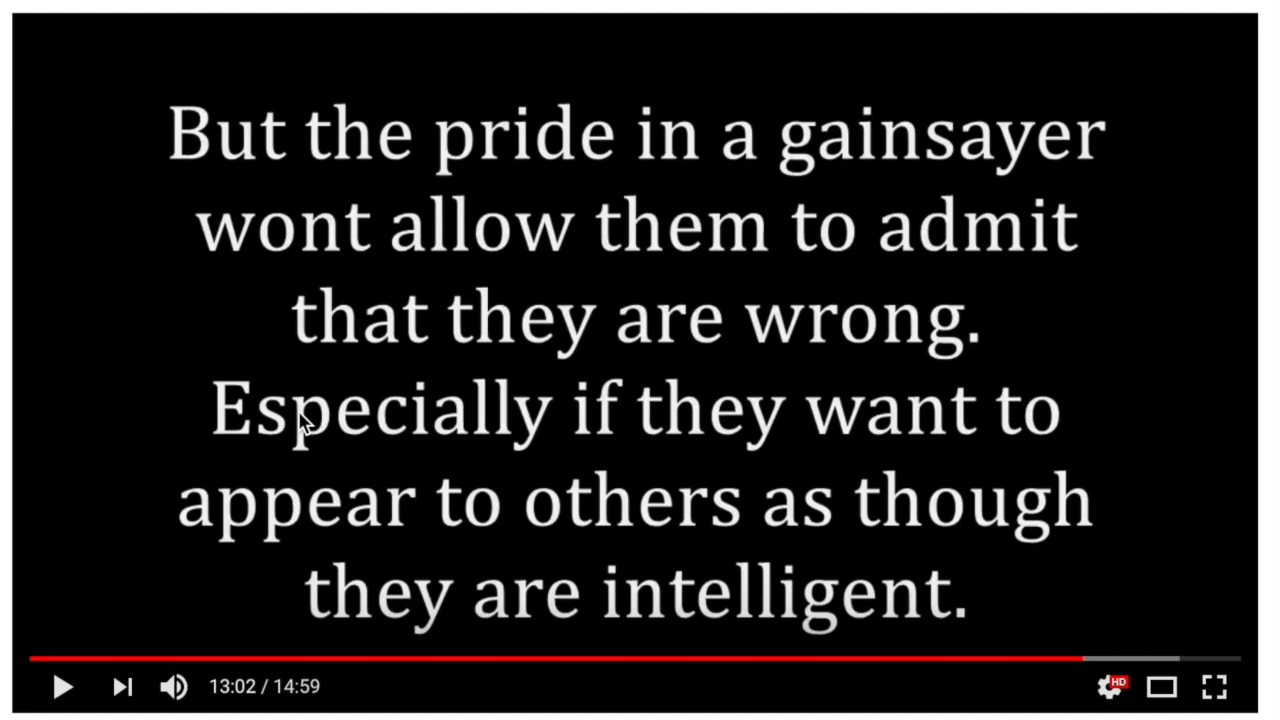 But the pride in a gainsayer
wont allow them to admit
that they are wrong.
Especially if they want to
appear to others as though
they are intelligent.
13:02 / 14:59
HD